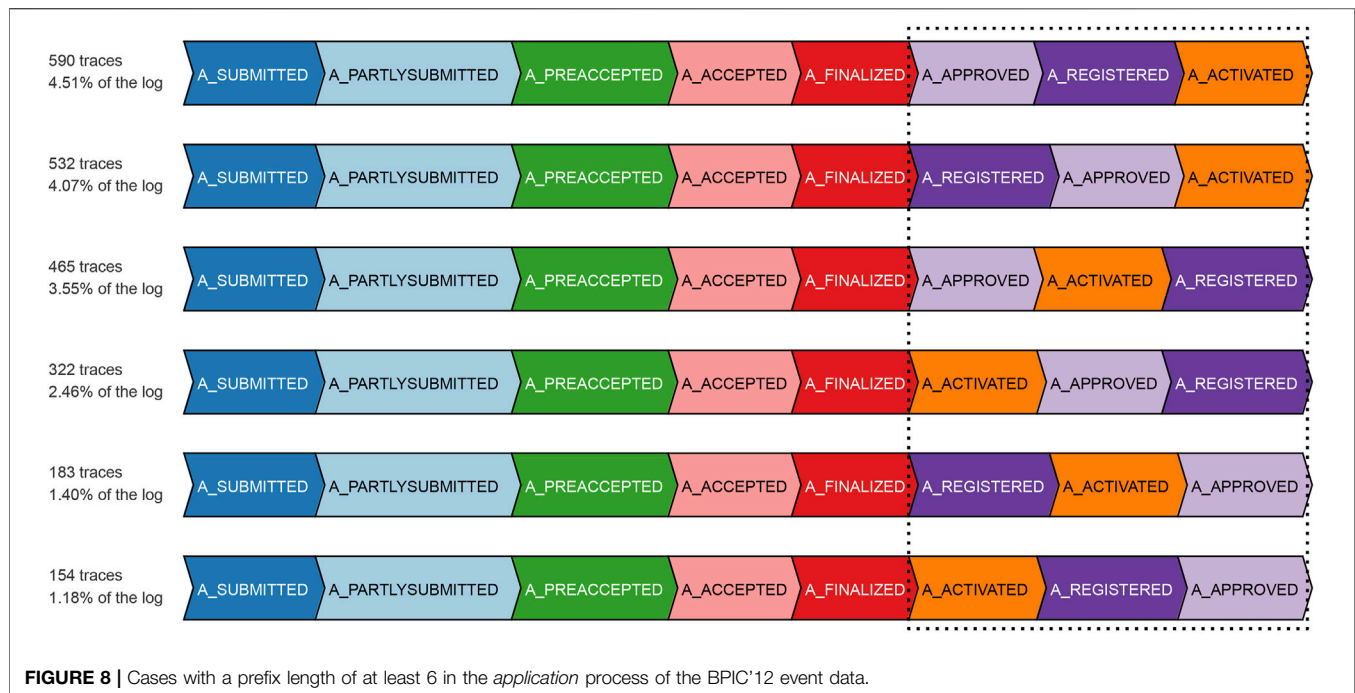 590 traces
4.51% of the log
A_SUBMITTED A_PARTLYSUBMITTED A_PREACCEPTED A_ACCEPTED A_FINALIZED A_APPROVED A_REGISTERED A_ACTIVATED
532 traces
4.07% of the log
A_SUBMITTED A_PARTLYSUBMITTED A_PREACCEPTED A_ACCEPTED A_FINALIZED A_REGISTERED A_APPROVED A_ACTIVATED
465 traces
3.55% of the log
A_SUBMITTED A_PARTLYSUBMITTED A_PREACCEPTED A_ACCEPTED A_FINALIZED A_APPROVED A_ACTIVATED A_REGISTERED
322 traces
2.46% of the log
A_SUBMITTED A_PARTLYSUBMITTED A_PREACCEPTED A_ACCEPTED A_FINALIZED A_ACTIVATED A_APPROVED A_REGISTERED
183 traces
1.40% of the log
A_SUBMITTED A_PARTLYSUBMITTED A_PREACCEPTED A_ACCEPTED A_FINALIZED A_REGISTERED A_ACTIVATED A_APPROVED
154 traces
1.18% of the log
A_SUBMITTED A_PARTLYSUBMITTED A_PREACCEPTED A_ACCEPTED A_FINALIZED A_ACTIVATED A_REGISTERED A_APPROVED
FIGURE 8 | Cases with a prefix length of at least 6 in the application process of the BPIC’12 event data.